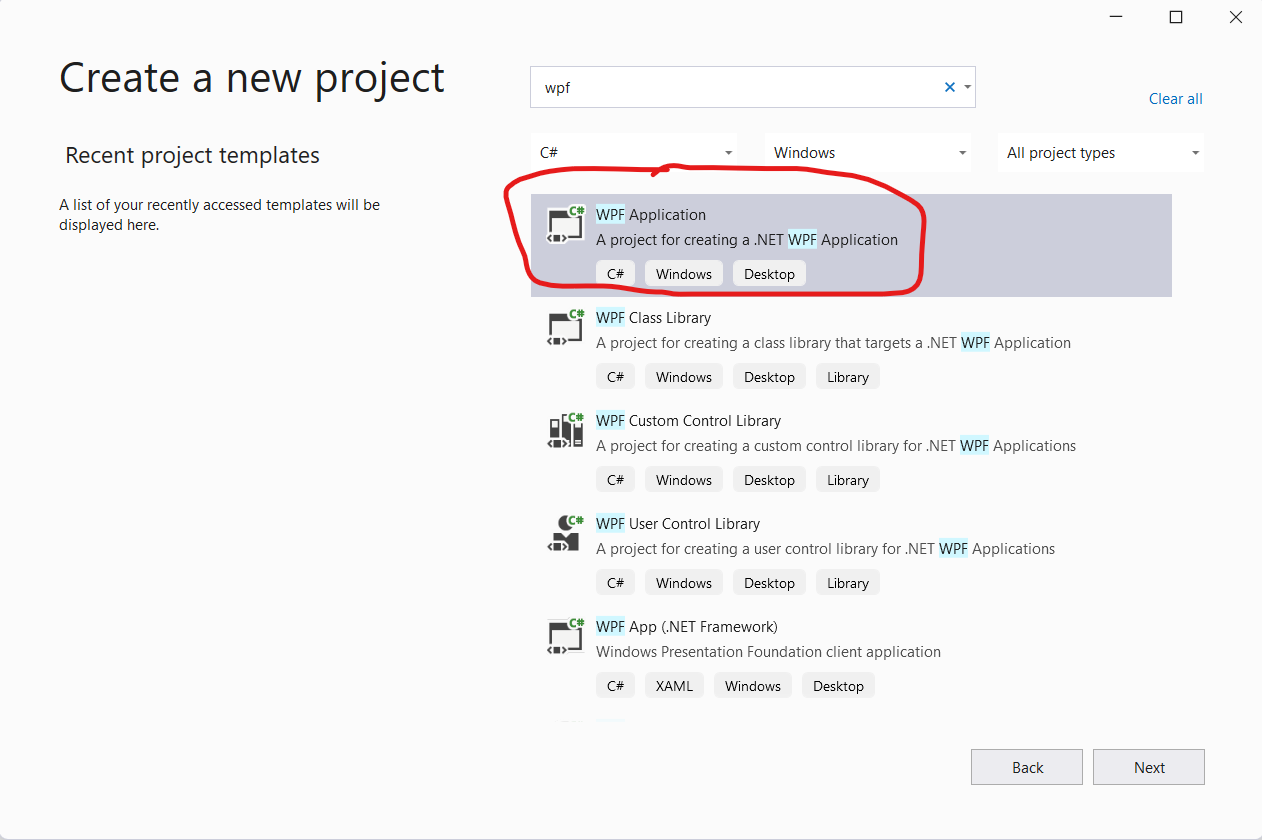 Create a new project
wpf
Clear all
Recent project templates
C#
Windows
All project types
A list of your recently accessed templates will be
displayed here.
C#
WPF Application
A project for creating a .NET WPF Application
C# Windows Desktop
C#
WPF Class Library
A project for creating a class library that targets a .NET WPF Application
C# Windows Desktop Library
C#
WPF Custom Control Library
A project for creating a custom control library for .NET WPF Applications
C# Windows Desktop Library
C#
WPF User Control Library
A project for creating a user control library for .NET WPF Applications
C# Windows Desktop Library
C#
WPF App (.NET Framework)
Windows Presentation Foundation client application
C# XAML Windows Desktop
Back
Next